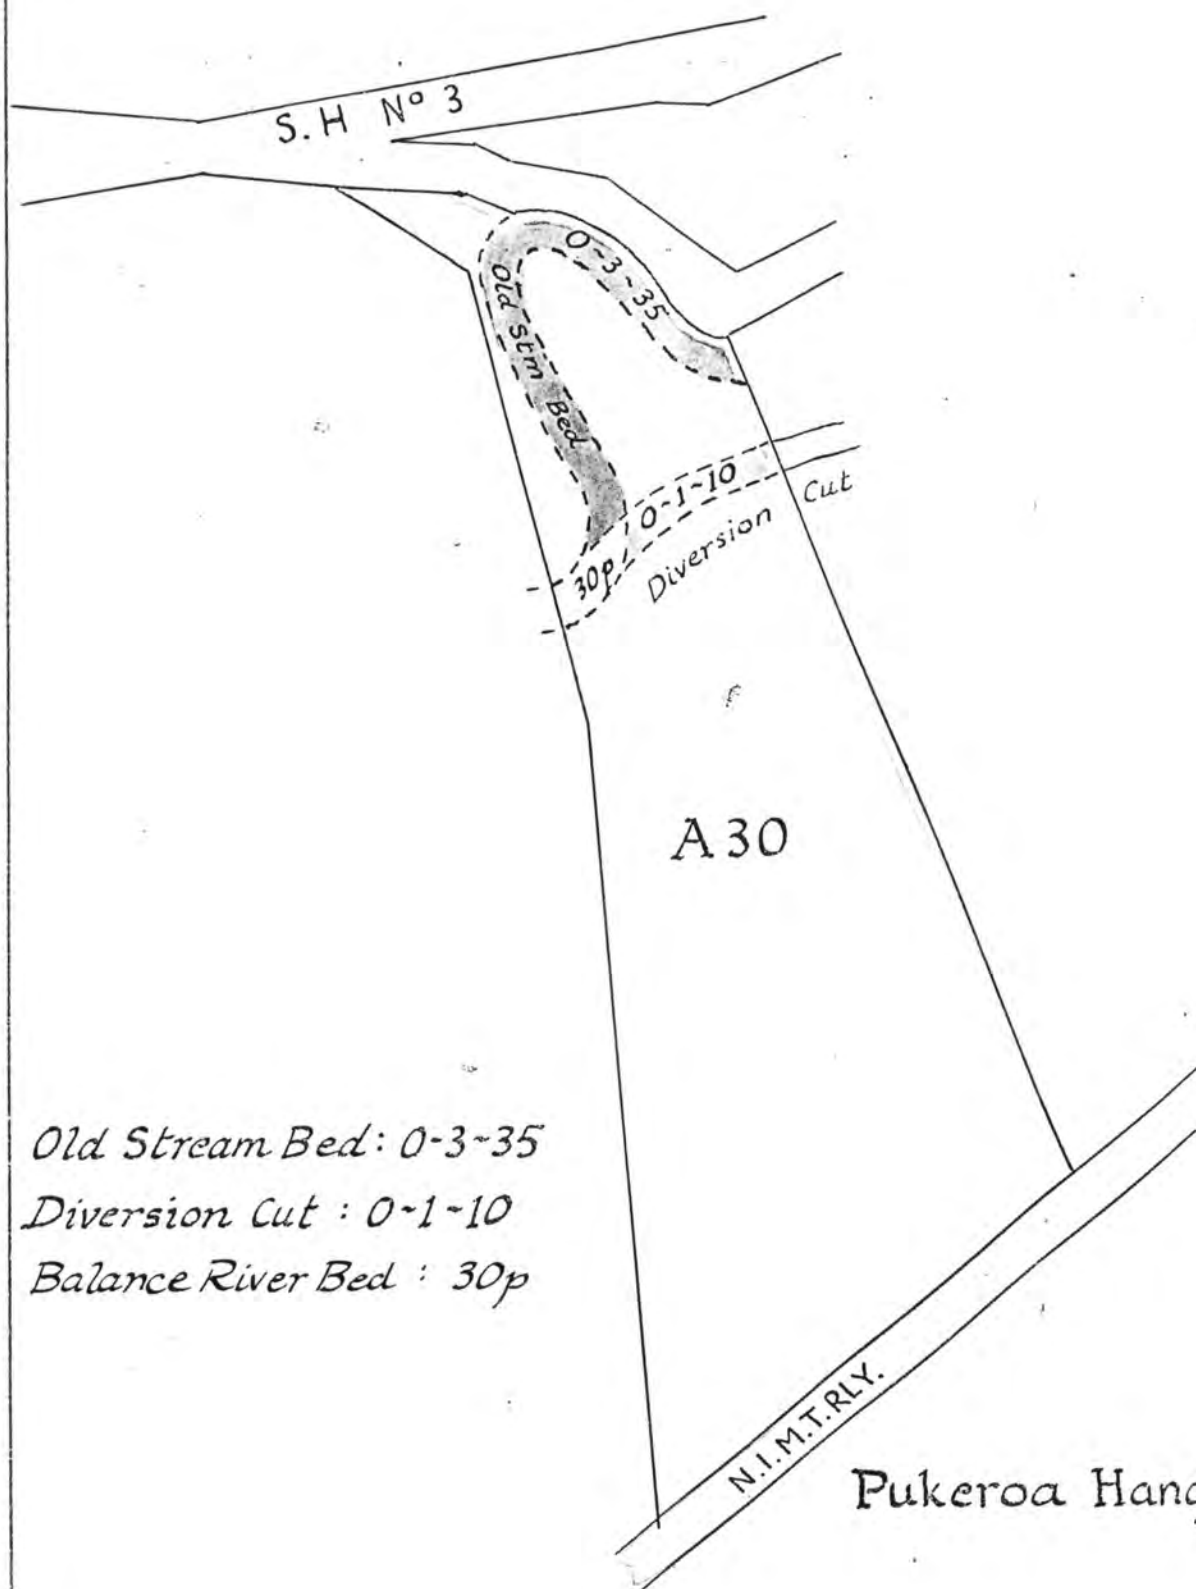 S.H Nº 3
0~3~35
Old Stm Bed
0~1~10
30p
Diversion Cut
A30
Old Stream Bed: 0-3~35
Diversion Cut : 0~1~10
Balance River Bed : 30p
N.I.M.T.RLY.
Pukeroa